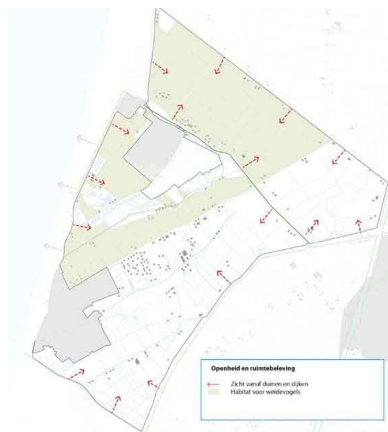 Openheid en ruimtebeleving
Zicht vanaf duinen en dijken
Habitat voor weidevogels